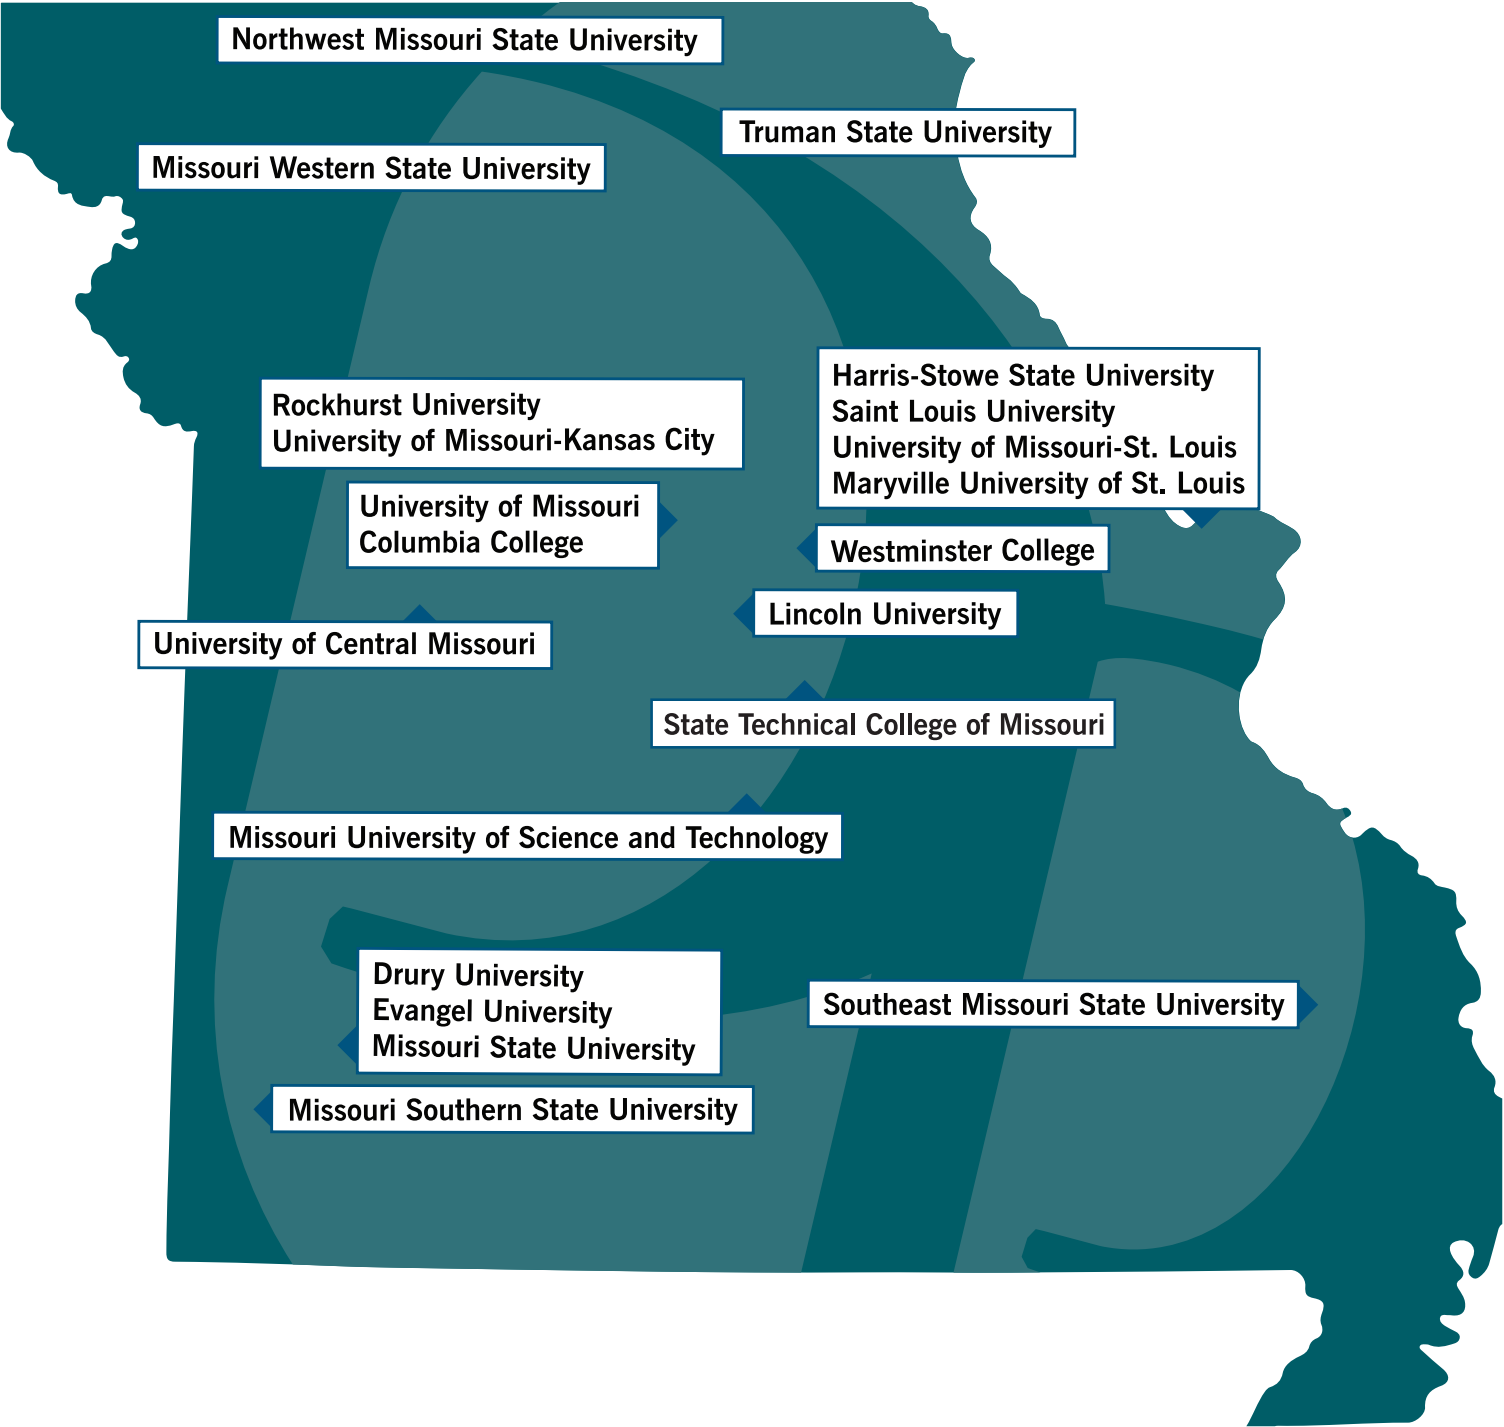 Northwest Missouri State University
Truman State University
Missouri Western State University
Harris-Stowe State University
Saint Louis University
University of Missouri-St. Louis
Maryville University of St. Louis
Rockhurst University
University of Missouri-Kansas City
University of Missouri
Columbia College
Westminster College
Lincoln University
University of Central Missouri
State Technical College of Missouri
Missouri University of Science and Technology
Drury University
Evangel University
Missouri State University
Southeast Missouri State University
Missouri Southern State University